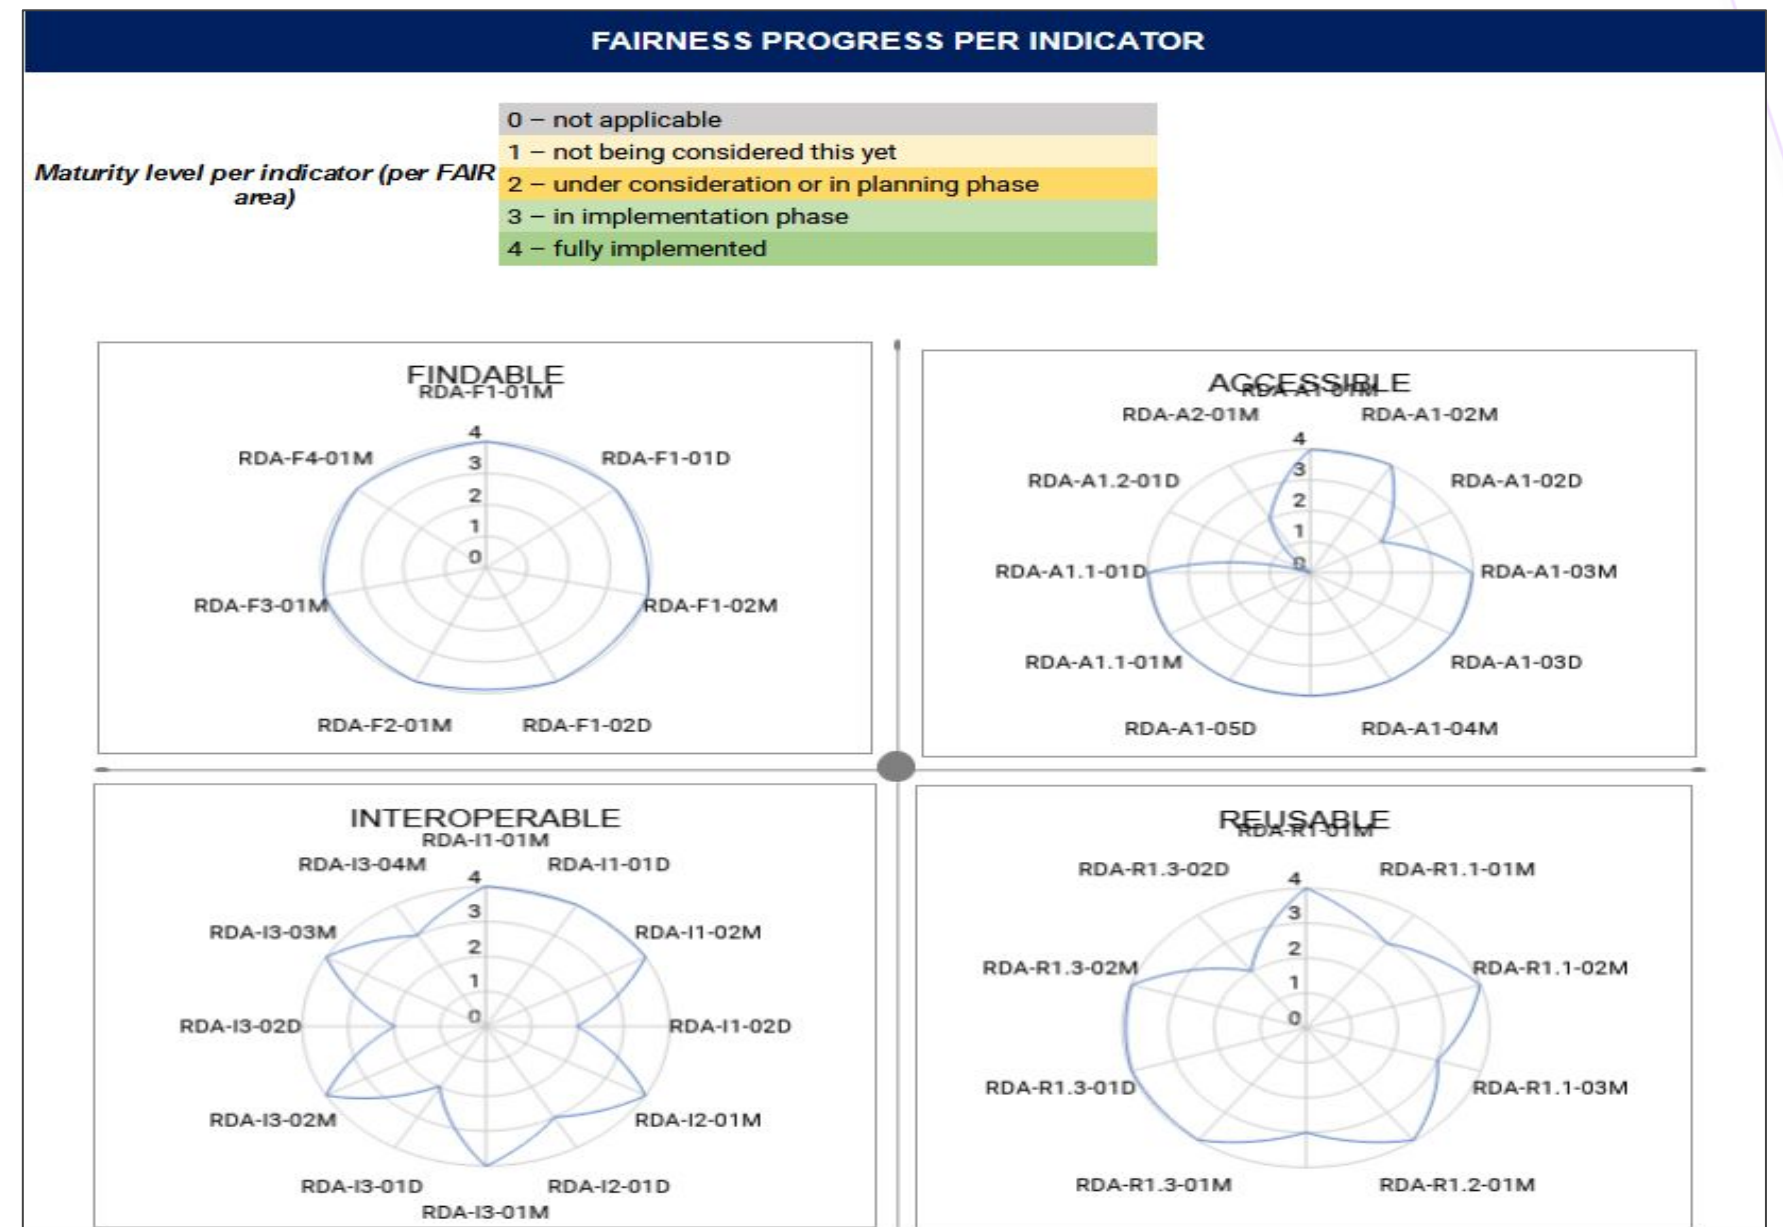 FAIRNESS PROGRESS PER INDICATOR
Maturity level per indicator (per FAIR
area)
0 – not applicable
1 – not being considered this yet
2 – under consideration or in planning phase
3 – in implementation phase
4 – fully implemented
FINDABLE
RDA-F1-01M
RDA-F4-01M
RDA-F1-01D
4
3
2
1
0
RDA-F3-01M
RDA-F1-02M
RDA-F2-01M
RDA-F1-02D
ACCESSIBLE
RDA-A1-01M
RDA-A2-01M
RDA-A1-02M
4
3
2
1
0
RDA-A1.2-01D
RDA-A1-02D
RDA-A1.1-01D
RDA-A1-03M
RDA-A1.1-01M
RDA-A1-03D
RDA-A1-05D
RDA-A1-04M
INTEROPERABLE
RDA-I1-01M
RDA-I3-04M
RDA-I1-01D
4
3
2
1
0
RDA-I3-03M
RDA-I1-02M
RDA-I3-02D
RDA-I1-02D
RDA-I3-02M
RDA-I2-01M
RDA-I3-01D
RDA-I2-01D
RDA-I3-01M
REUSABLE
RDA-R1-01M
RDA-R1.3-02D
RDA-R1.1-01M
4
3
2
1
0
RDA-R1.3-02M
RDA-R1.1-02M
RDA-R1.3-01D
RDA-R1.1-03M
RDA-R1.3-01M
RDA-R1.2-01M